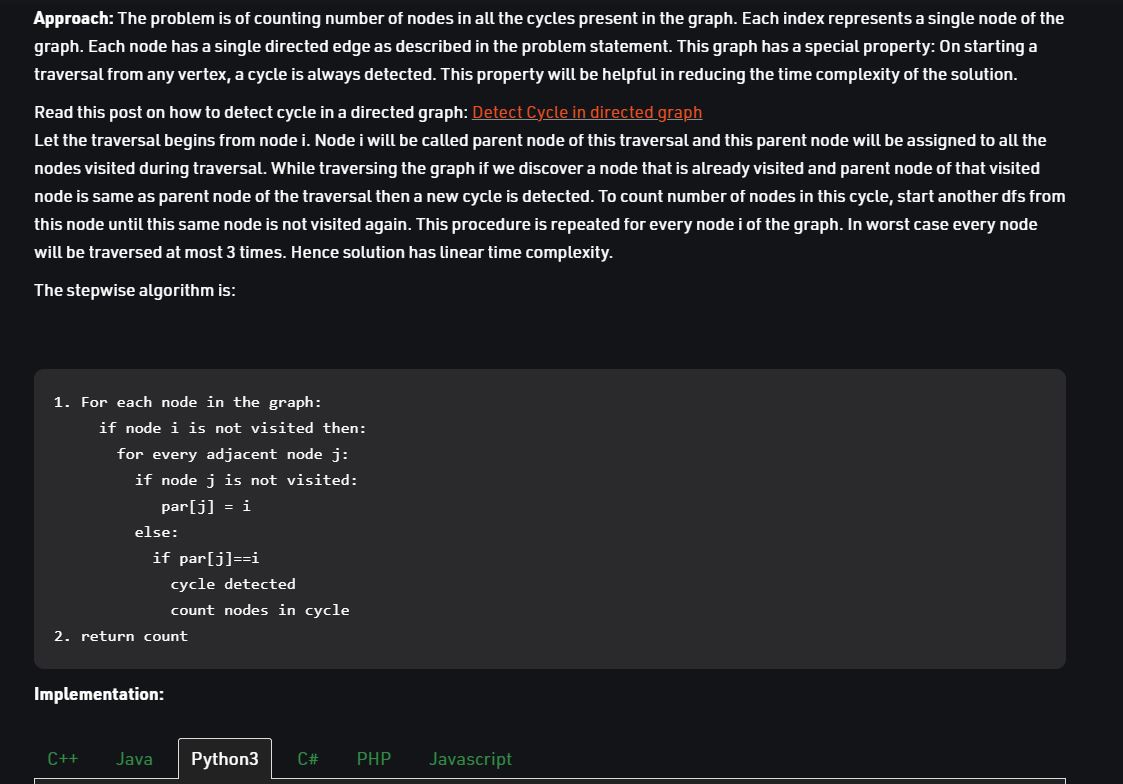 Approach: The problem is of counting number of nodes in all the cycles present in the graph. Each index represents a single node of the
graph. Each node has a single directed edge as described in the problem statement. This graph has a special property: On starting a
traversal from any vertex, a cycle is always detected. This property will be helpful in reducing the time complexity of the solution.
Read this post on how to detect cycle in a directed graph: Detect Cycle in directed graph
Let the traversal begins from node i. Node i will be called parent node of this traversal and this parent node will be assigned to all the
nodes visited during traversal. While traversing the graph if we discover a node that is already visited and parent node of that visited
node is same as parent node of the traversal then a new cycle is detected. To count number of nodes in this cycle, start another dfs from
this node until this same node is not visited again. This procedure is repeated for every node i of the graph. In worst case every node
will be traversed at most 3 times. Hence solution has linear time complexity.
The stepwise algorithm is:
1. For each node in the graph:
if node i is not visited then:
for every adjacent node j:
if node j is not visited:
par[j] = i
else:
if par[j]==i
cycle detected
count nodes in cycle
2. return count
Implementation:
C++ Java Python3 C# PHP Javascript